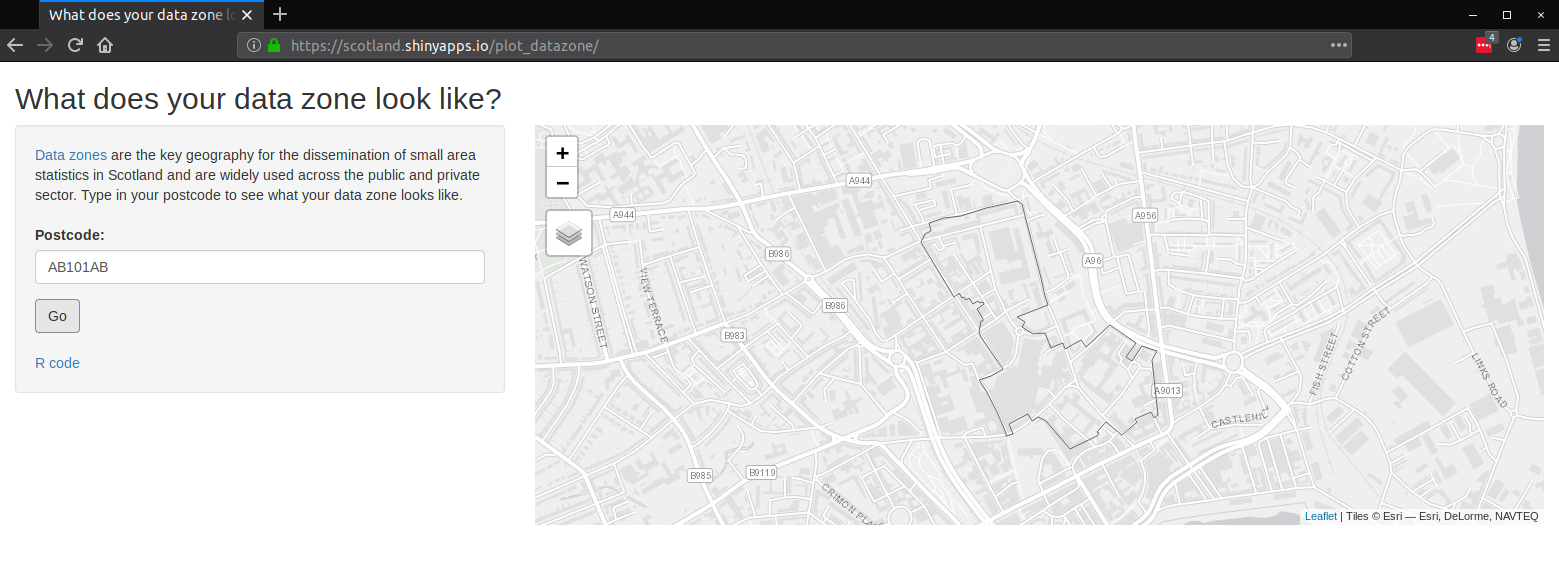 What does your data zone lo
https://scotland.shinyapps.io/plot_datazone/
4
What does your data zone look like?
Data zones are the key geography for the dissemination of small area
statistics in Scotland and are widely used across the public and private
sector. Type in your postcode to see what your data zone looks like.
Postcode:
AB101AB
Go
R code
+
−
A944
A944
A956
B986
A96
WATSON STREET
VIEW TERRACE
B986
B983
FISH STREET
COTTON STREET
LINKS ROAD
A9013
CASTLEHILL
B985
B9119
CRIMON PLA
Leaflet | Tiles © Esri — Esri, DeLorme, NAVTEQ